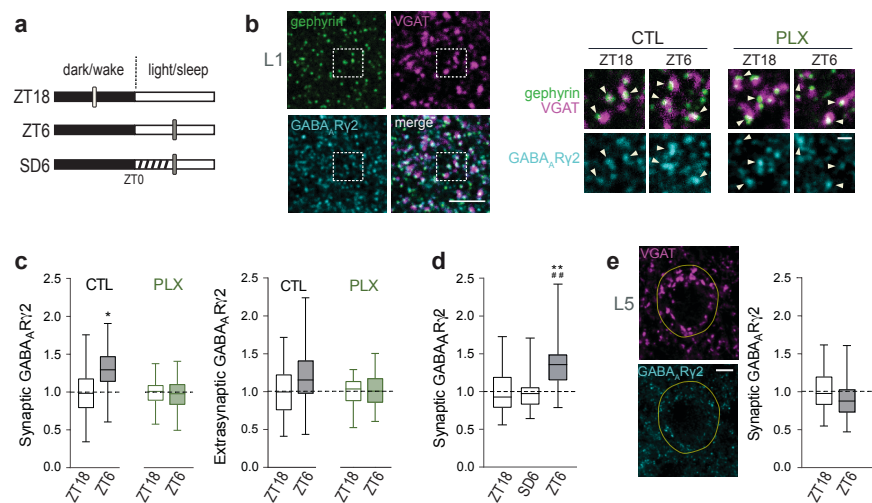 a
dark/wake
light/sleep
ZT18
ZT6
SD6
ZT0
b
L1
gephyrin
VGAT
GABAARγ2
merge
CTL
PLX
ZT18
ZT6
ZT18
ZT6
gephyrin
VGAT
GABAARγ2
c
Synaptic GABAARγ2
2.5
2.0
1.5
1.0
0.5
0.0
CTL
PLX
*
ZT18
ZT6
ZT18
ZT6
Extrasynaptic GABAARγ2
2.5
2.0
1.5
1.0
0.5
0.0
CTL
PLX
ZT18
ZT6
ZT18
ZT6
d
Synaptic GABAARγ2
2.5
2.0
1.5
1.0
0.5
0.0
**
##
ZT18
SD6
ZT6
e
L5
VGAT
GABAARγ2
Synaptic GABAARγ2
2.5
2.0
1.5
1.0
0.5
0.0
ZT18
ZT6